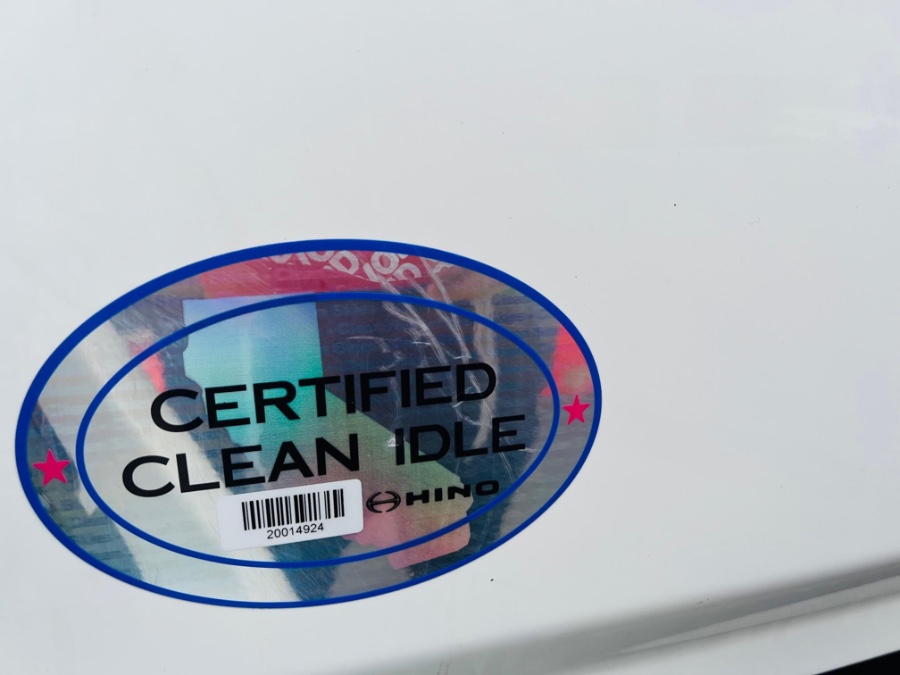 CERTIFIED
CLEAN IDLE
HINO
20014924